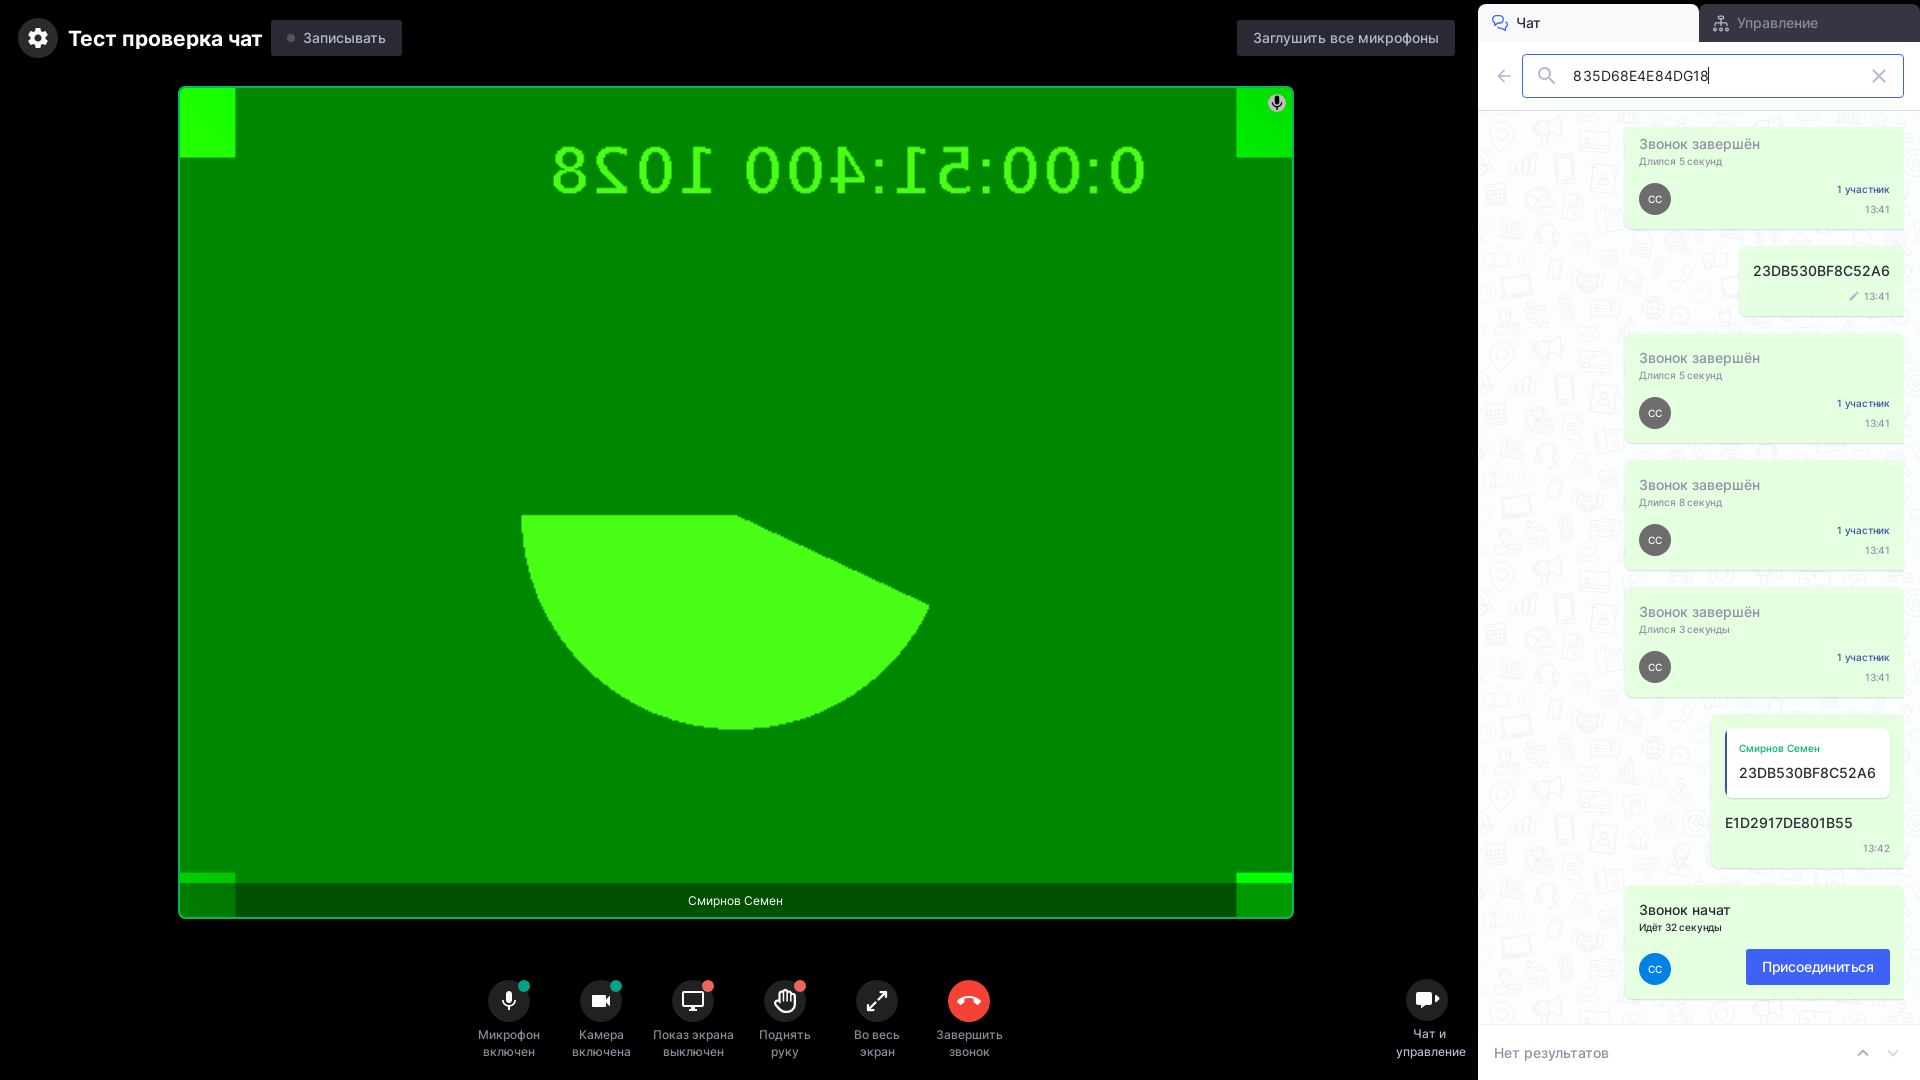 Тест проверка чат
Записывать
Заглушить все микрофоны
0:00:51:400 1028
Смирнов Семен
Микрофон
включен
Камера
включена
Показ экрана
выключен
Поднять
руку
Во весь
экран
Завершить
звонок
Чат и
управление
Чат
Управление
835D68E4E84DG18
Звонок завершён
Длился 5 секунд
СС
1 участник
13:41
23DB530BF8C52A6
13:41
Звонок завершён
Длился 5 секунд
СС
1 участник
13:41
Звонок завершён
Длился 8 секунд
СС
1 участник
13:41
Звонок завершён
Длился 3 секунды
СС
1 участник
13:41
Смирнов Семен
23DB530BF8C52A6
E1D2917DE801B55
13:42
Звонок начат
Идёт 32 секунды
СС
Присоединиться
Нет результатов